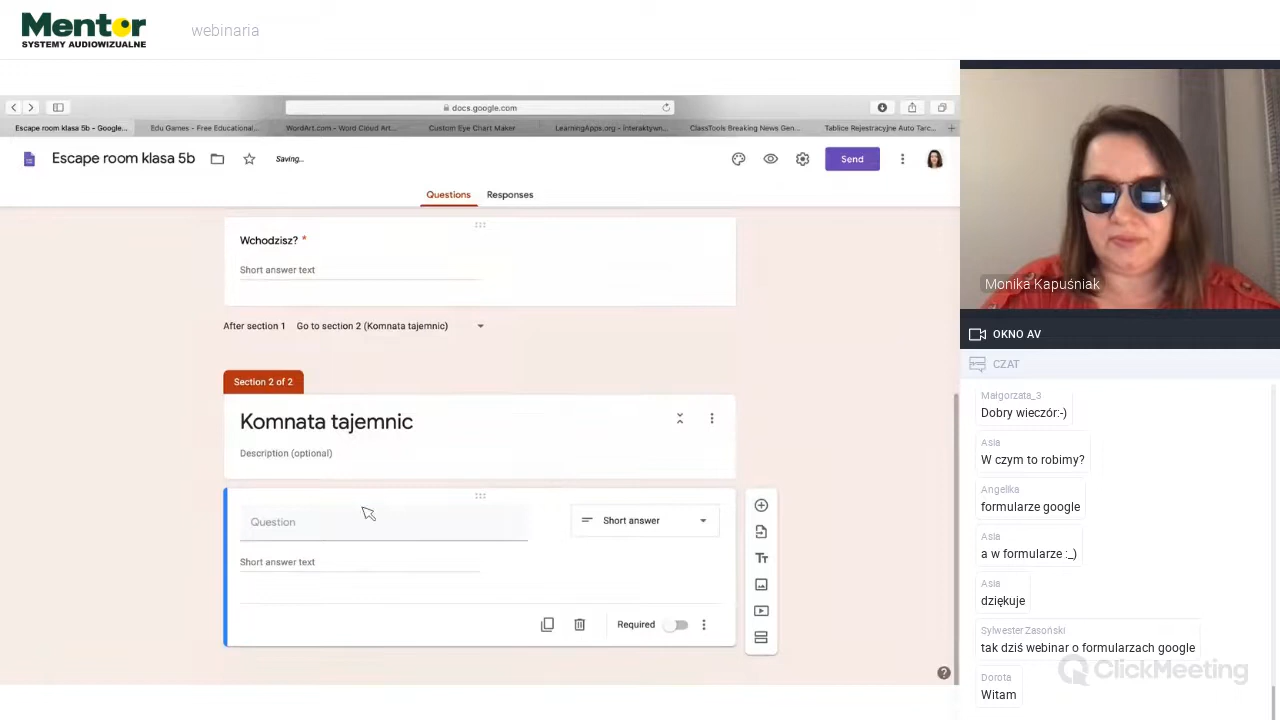 Mentor
SYSTEMY AUDIOWIZUALNE
webinaria
docs.google.com
Escape room klasa 5b - Google...
Edu Games - Free Educational...
WordArt.com - Word Cloud Art...
Custom Eye Chart Maker
LearningApps.org - interaktywn...
ClassTools Breaking News Gen...
Tablice Rejestracyjne Auto Tarc...
Escape room klasa 5b
Saving...
Send
Questions
Responses
Wchodzisz? *
Short answer text
After section 1 Go to section 2 (Komnata tajemnic)
Section 2 of 2
Komnata tajemnic
Description (optional)
Question
Short answer
Short answer text
Required
Monika Kapuśniak
OKNO AV
CZAT
Małgorzata_3
Dobry wieczór:-)
Asia
W czym to robimy?
Angelika
formularze google
Asia
a w formularze :_)
Asia
dziękuje
Sylwester Zasoński
tak dziś webinar o formularzach google
Dorota
Witam
ClickMeeting